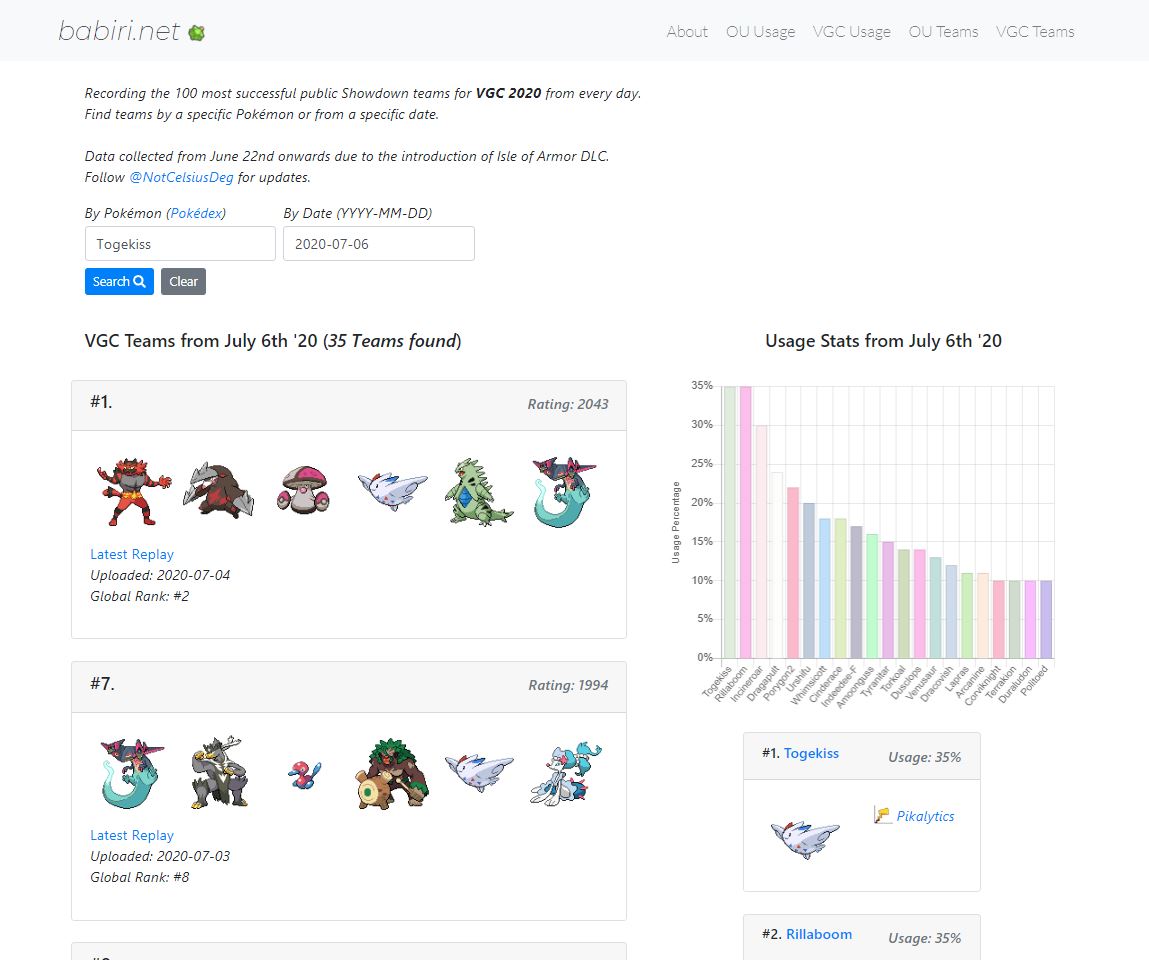 babiri.net
About OU Usage VGC Usage OU Teams VGC Teams
Recording the 100 most successful public Showdown teams for VGC 2020 from every day.
Find teams by a specific Pokémon or from a specific date.
Data collected from June 22nd onwards due to the introduction of Isle of Armor DLC.
Follow @NotCelsiusDeg for updates.
By Pokémon (Pokédex) By Date (YYYY-MM-DD)
Togekiss 2020-07-06
Search Clear
VGC Teams from July 6th '20 (35 Teams found)
#1. Rating: 2043
Latest Replay
Uploaded: 2020-07-04
Global Rank: #2
#7. Rating: 1994
Latest Replay
Uploaded: 2020-07-03
Global Rank: #8
Usage Stats from July 6th '20
Usage Percentage
35%
30%
25%
20%
15%
10%
5%
0%
Togekiss
Rillaboom
Incineroar
Dragapult
Porygon2
Urshifu
Whimsicott
Cinderace
Indeedee-F
Amoonguss
Tyranitar
Torkoal
Dusclops
Venusaur
Dracovish
Lapras
Arcanine
Corviknight
Terrakion
Duraludon
Politoed
#1. Togekiss Usage: 35%
Pikalytics
#2. Rillaboom Usage: 35%